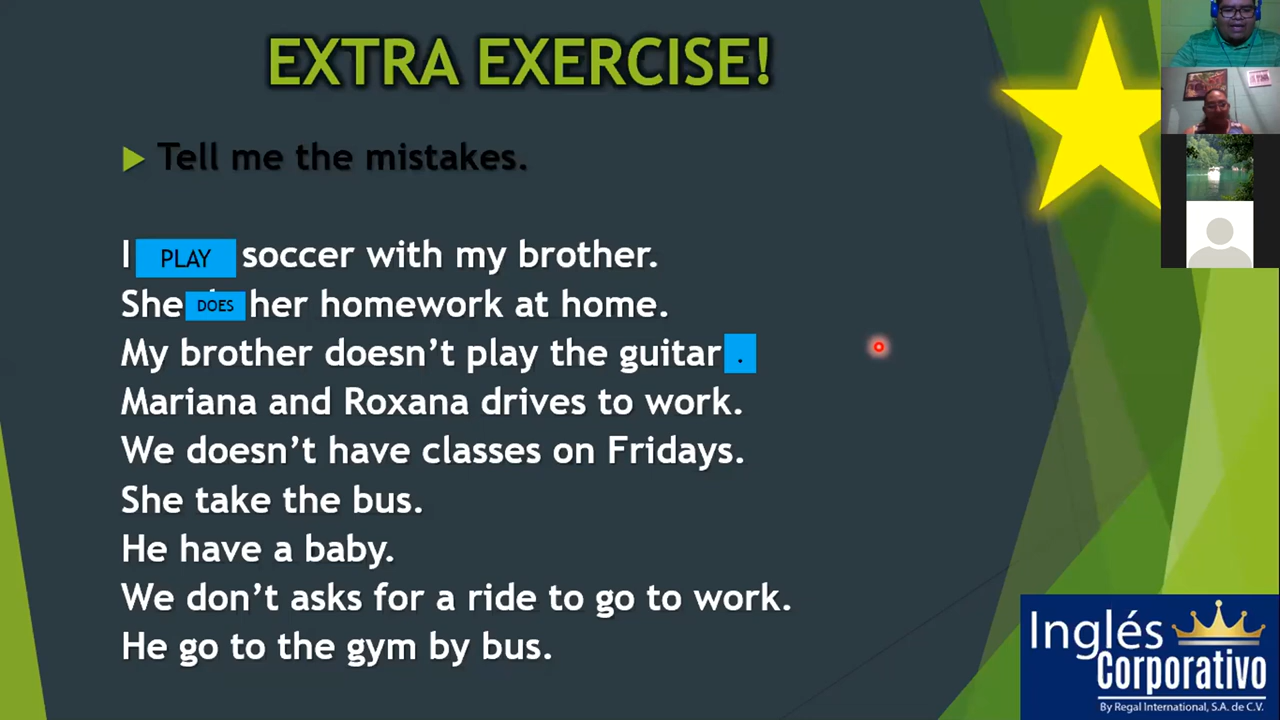 EXTRA EXERCISE!
Tell me the mistakes.
I PLAY soccer with my brother.
She DOES her homework at home.
My brother doesn't play the guitar .
Mariana and Roxana drives to work.
We doesn't have classes on Fridays.
She take the bus.
He have a baby.
We don't asks for a ride to go to work.
He go to the gym by bus.
Inglés
Corporativo
By Regal International, S.A. de C.V.